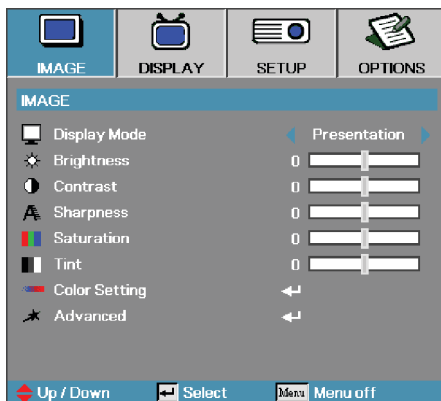 IMAGE DISPLAY SETUP OPTIONS
IMAGE
Display Mode Presentation
Brightness 0
Contrast 0
Sharpness 0
Saturation 0
Tint 0
Color Setting
Advanced
Up / Down Select Menu Menu off